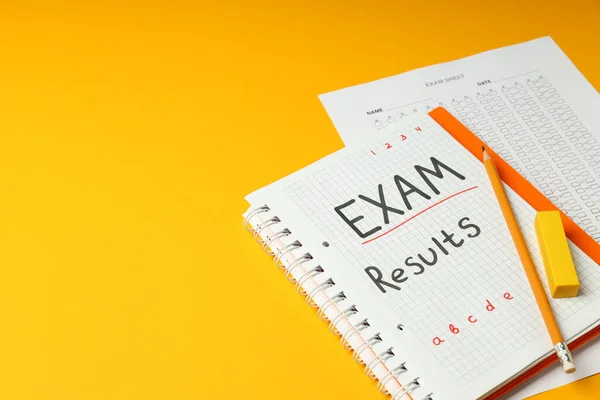 EXAM SHEET
NAME DATE
1 2 3 4
EXAM
Results
a b c d e